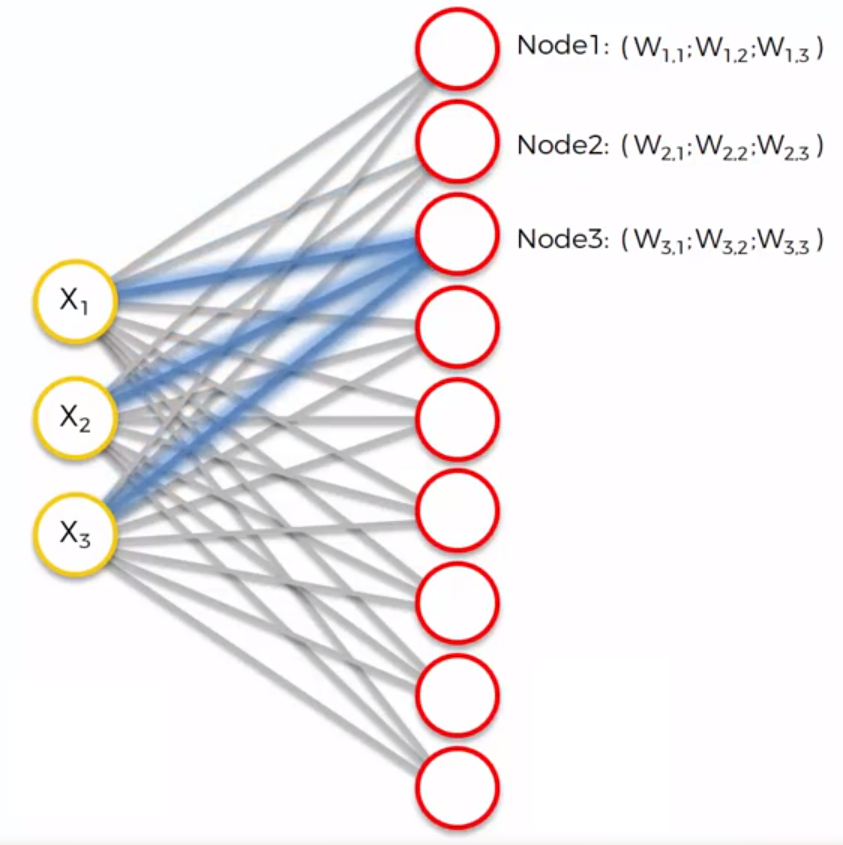 Node1: (W1,1;W1,2;W1,3)
Node2: (W2,1;W2,2;W2,3)
Node3: (W3,1;W3,2;W3,3)
X1
X2
X3